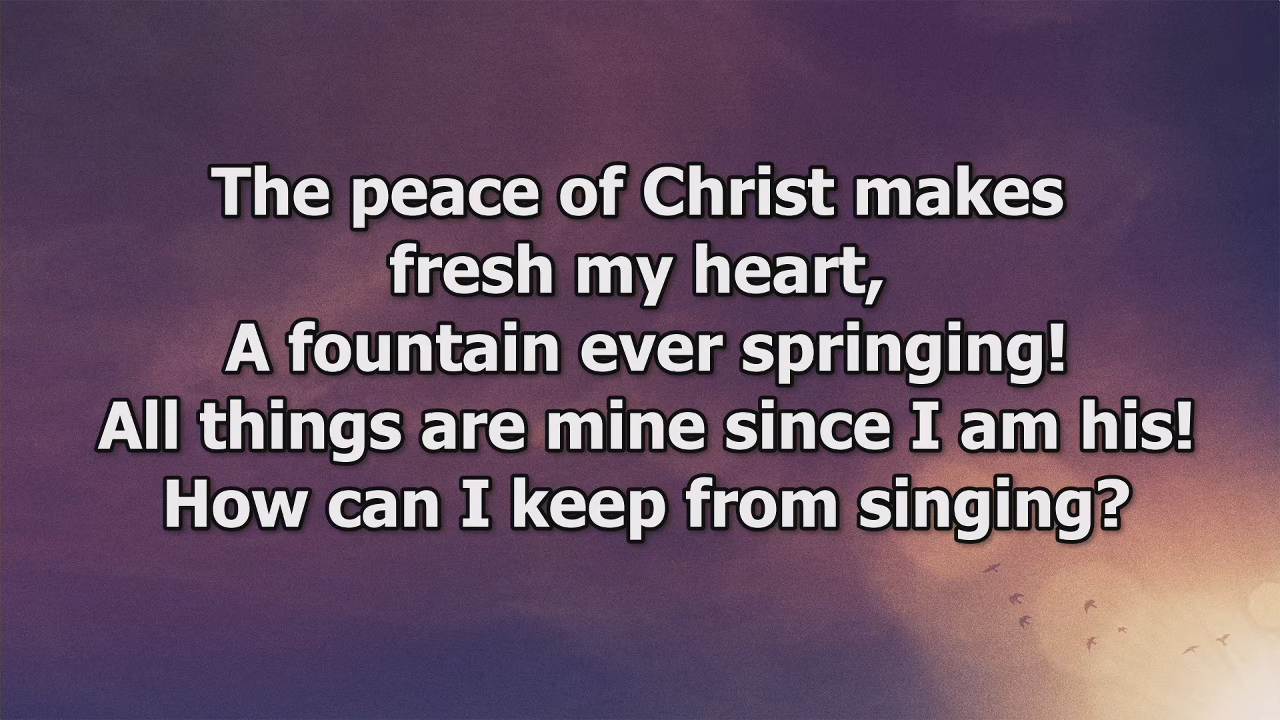 The peace of Christ makes
fresh my heart,
A fountain ever springing!
All things are mine since I am his!
How can I keep from singing?